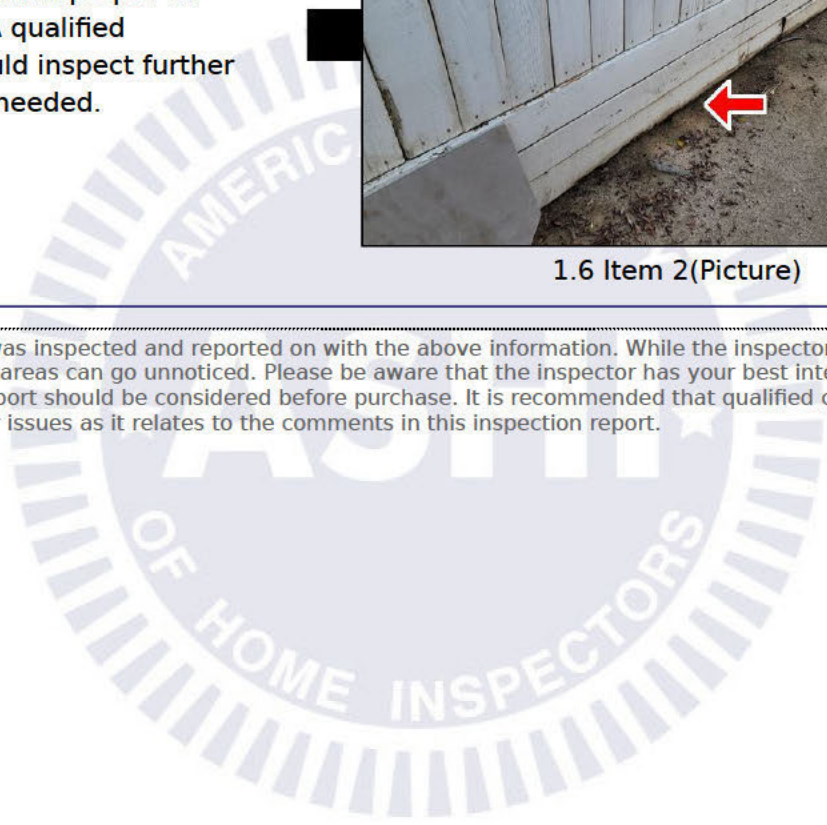 qualified
uld inspect further
needed.
1.6 Item 2(Picture)
was inspected and reported on with the above information. While the inspector
areas can go unnoticed. Please be aware that the inspector has your best inte
port should be considered before purchase. It is recommended that qualified
issues as it relates to the comments in this inspection report.
AMERIC
ASHI
OF HOME INSPECTORS